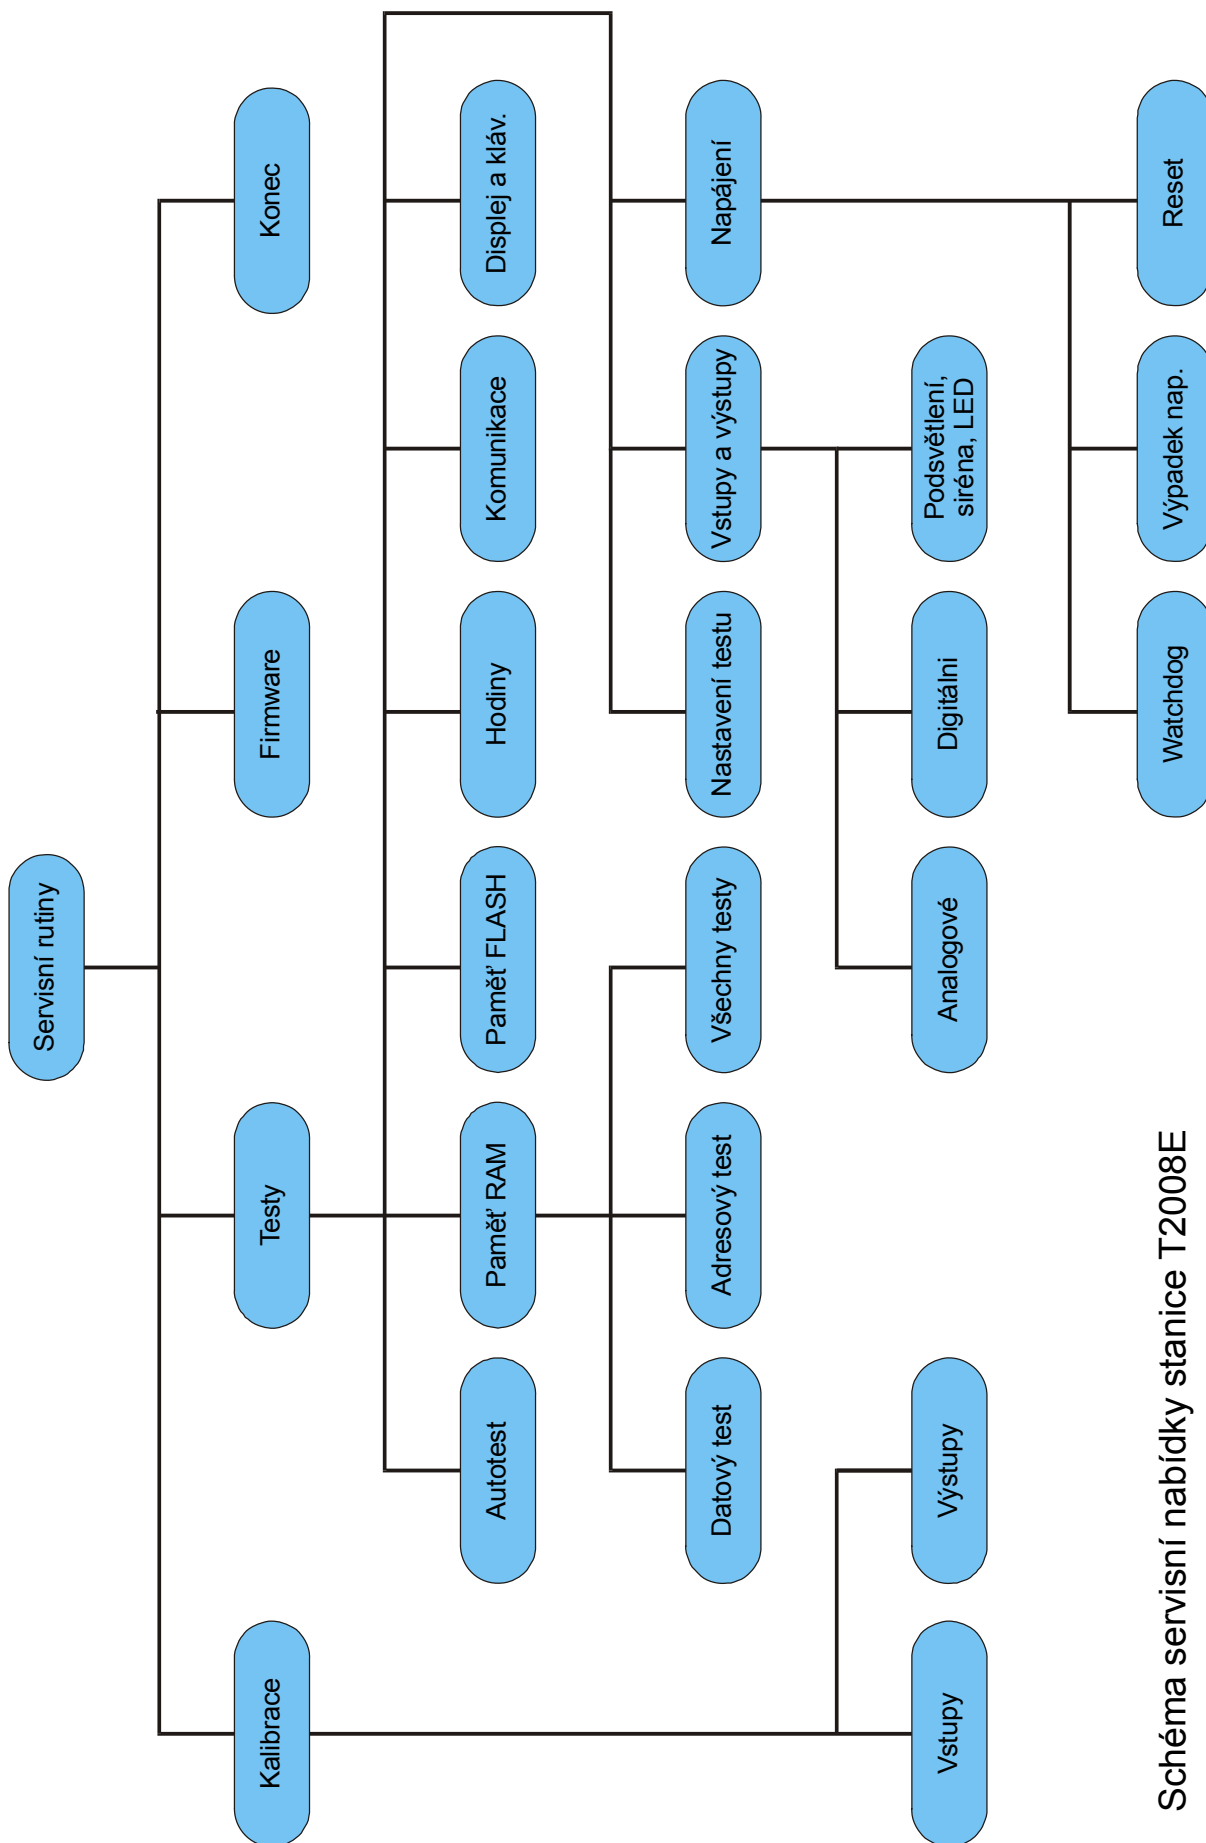 Servisní rutiny
Kalibrace
Testy
Firmware
Konec
Autotest
Paměť RAM
Paměť FLASH
Hodiny
Komunikace
Displej a kláv.
Datový test
Adresový test
Všechny testy
Nastavení testu
Vstupy a výstupy
Napájení
Vstupy
Výstupy
Analogové
Digitálni
Podsvětlení,
siréna, LED
Watchdog
Výpadek nap.
Reset
Schéma servisní nabídky stanice T2008E